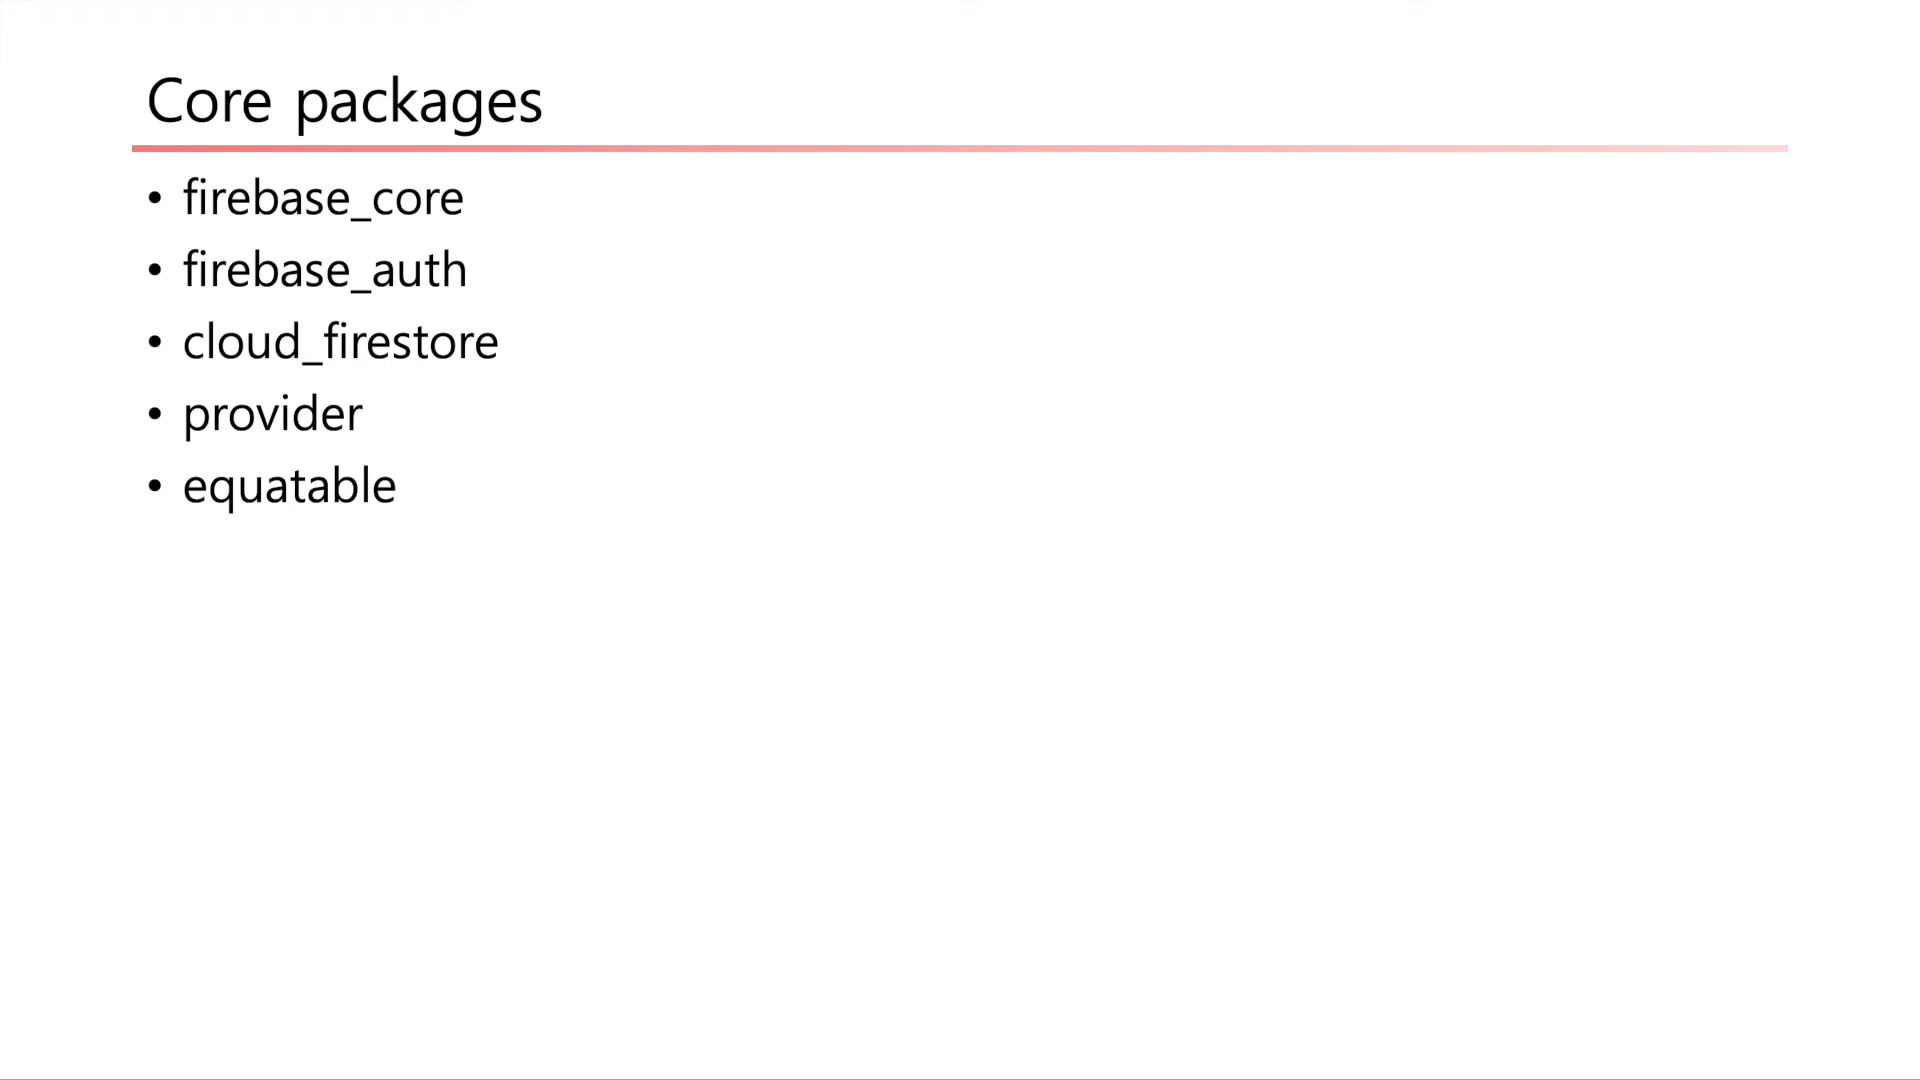 Core packages
• firebase_core
• firebase_auth
• cloud_firestore
• provider
• equatable